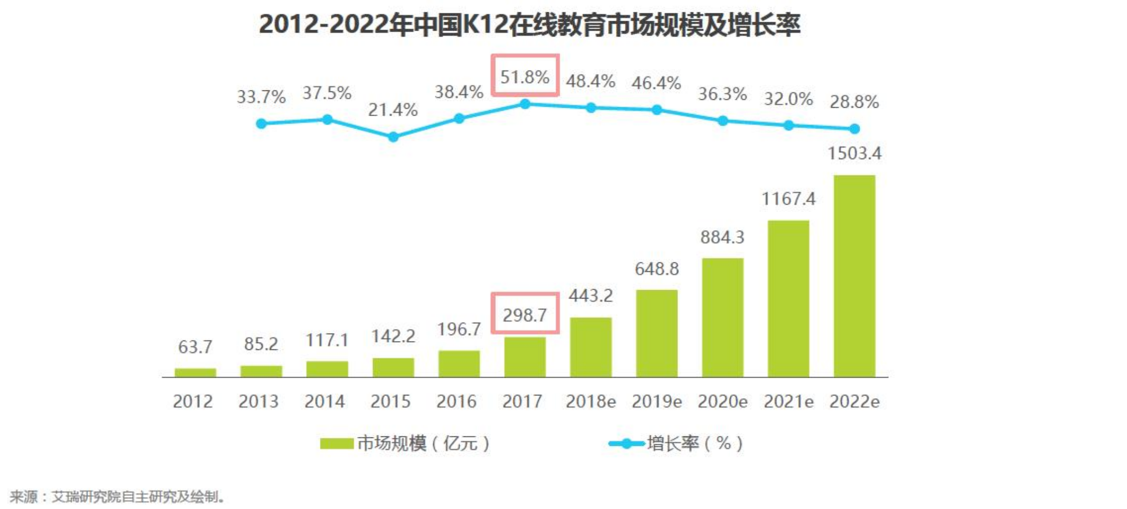 2012-2022年中国K12在线教育市场规模及增长率
33.7% 37.5% 21.4% 38.4% 51.8% 48.4% 46.4% 36.3% 32.0% 28.8%
63.7 85.2 117.1 142.2 196.7 298.7 443.2 648.8 884.3 1167.4 1503.4
2012 2013 2014 2015 2016 2017 2018e 2019e 2020e 2021e 2022e
市场规模（亿元） 增长率（%）
来源：艾瑞研究院自主研究及绘制。